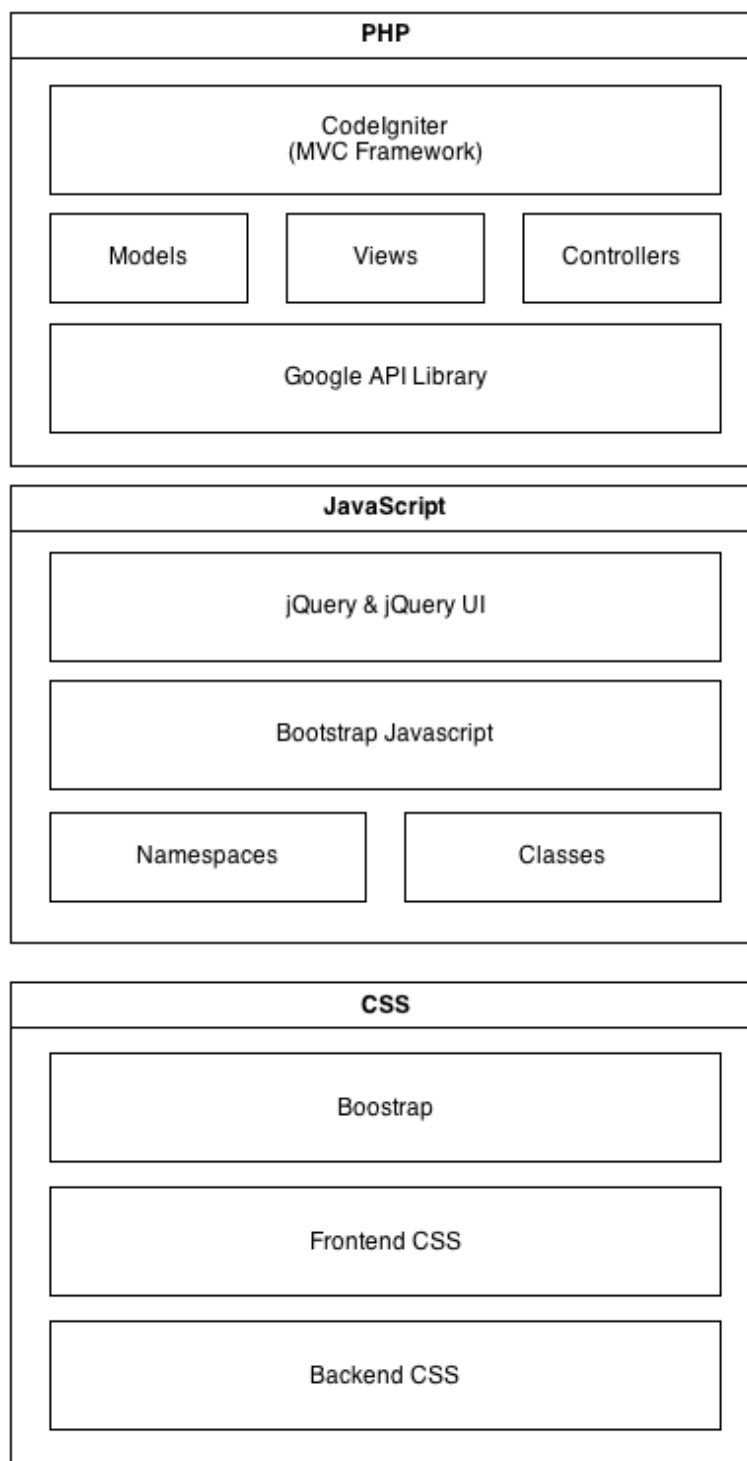 PHP
CodeIgniter
(MVC Framework)
Models
Views
Controllers
Google API Library
JavaScript
jQuery & jQuery UI
Bootstrap Javascript
Namespaces
Classes
CSS
Boostrap
Frontend CSS
Backend CSS